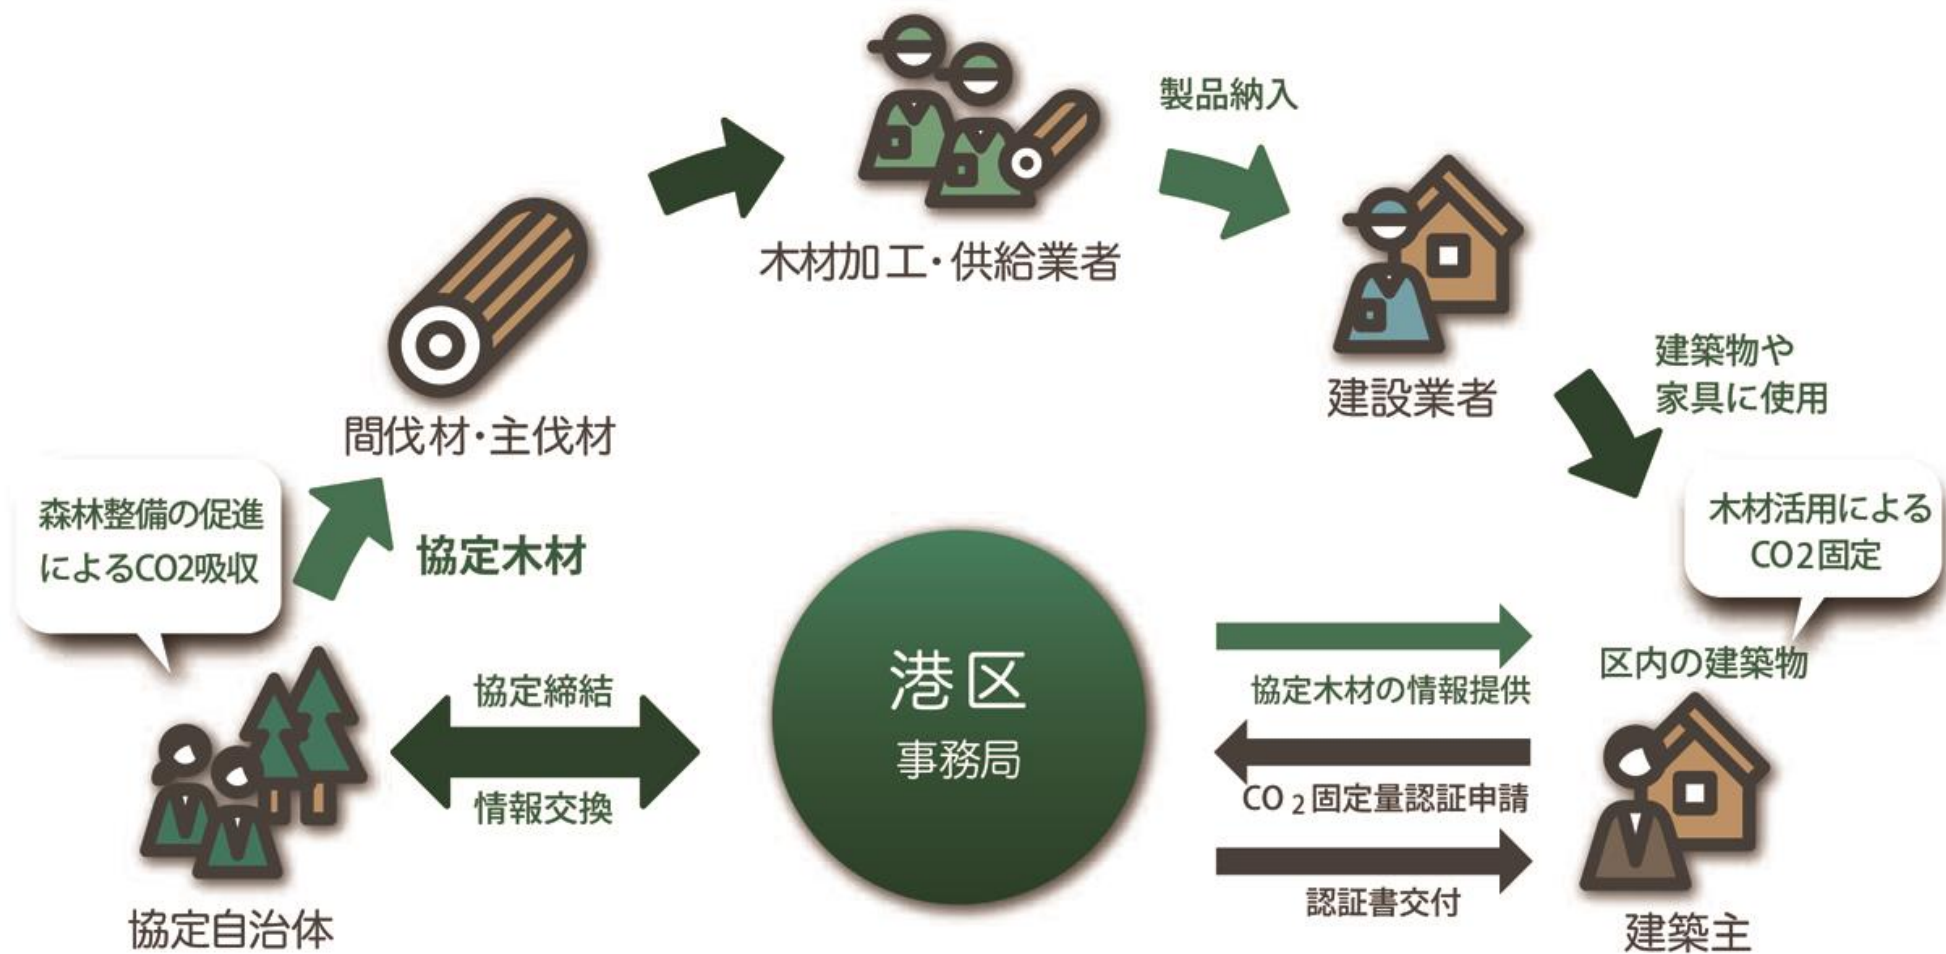 製品納入
木材加工・供給業者
建設業者
建築物や
家具に使用
間伐材・主伐材
森林整備の促進
によるCO2吸収
協定木材
木材活用による
CO2固定
区内の建築物
協定締結
情報交換
港区
事務局
協定木材の情報提供
CO2固定量認証申請
認証書交付
協定自治体
建築主